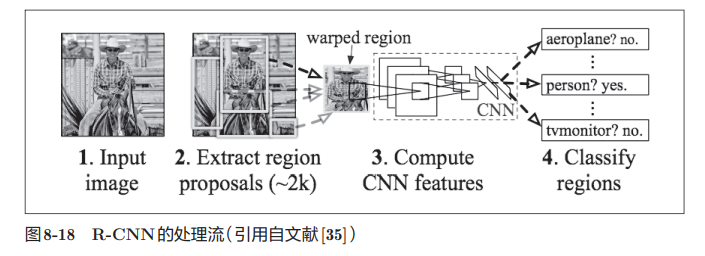 warped region
aeroplane? no.
⋮
person? yes.
⋮
tvmonitor? no.
CNN
1. Input
image
2. Extract region
proposals (~2k)
3. Compute
CNN features
4. Classify
regions
图8-18 R-CNN的处理流（引用自文献[35]）